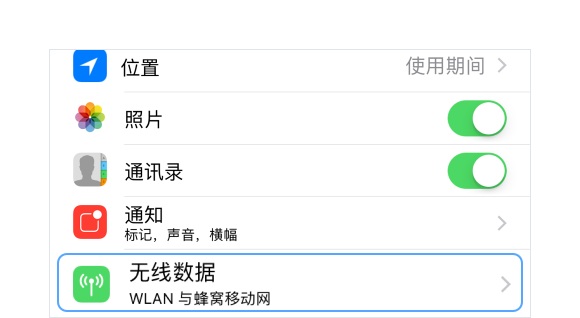 位置 使用期间
照片
通讯录
通知
标记，声音，横幅
无线数据
WLAN 与蜂窝移动网